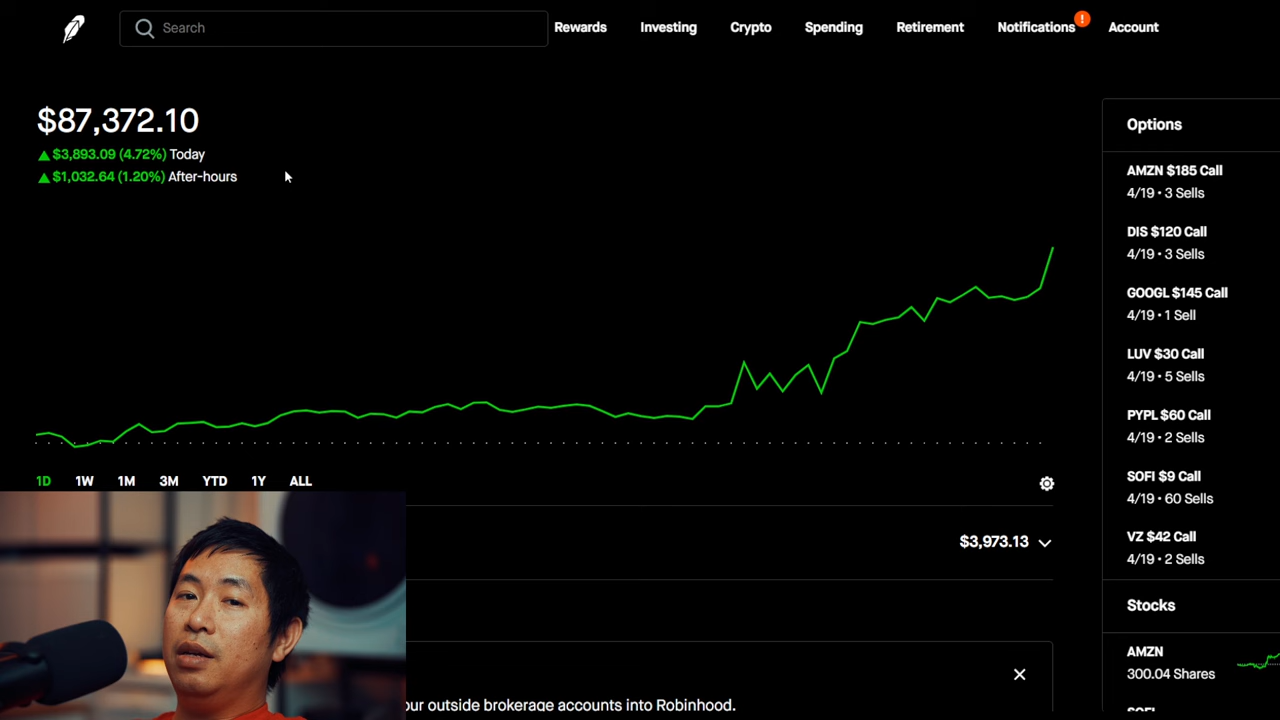 Search
Rewards
Investing
Crypto
Spending
Retirement
Notifications
!
Account
$87,372.10
$3,893.09 (4.72%) Today
$1,032.64 (1.20%) After-hours
1D
1W
1M
3M
YTD
1Y
ALL
$3,973.13
our outside brokerage accounts into Robinhood.
Options
AMZN $185 Call
4/19 • 3 Sells
DIS $120 Call
4/19 • 3 Sells
GOOGL $145 Call
4/19 • 1 Sell
LUV $30 Call
4/19 • 5 Sells
PYPL $60 Call
4/19 • 2 Sells
SOFI $9 Call
4/19 • 60 Sells
VZ $42 Call
4/19 • 2 Sells
Stocks
AMZN
300.04 Shares
SOFI